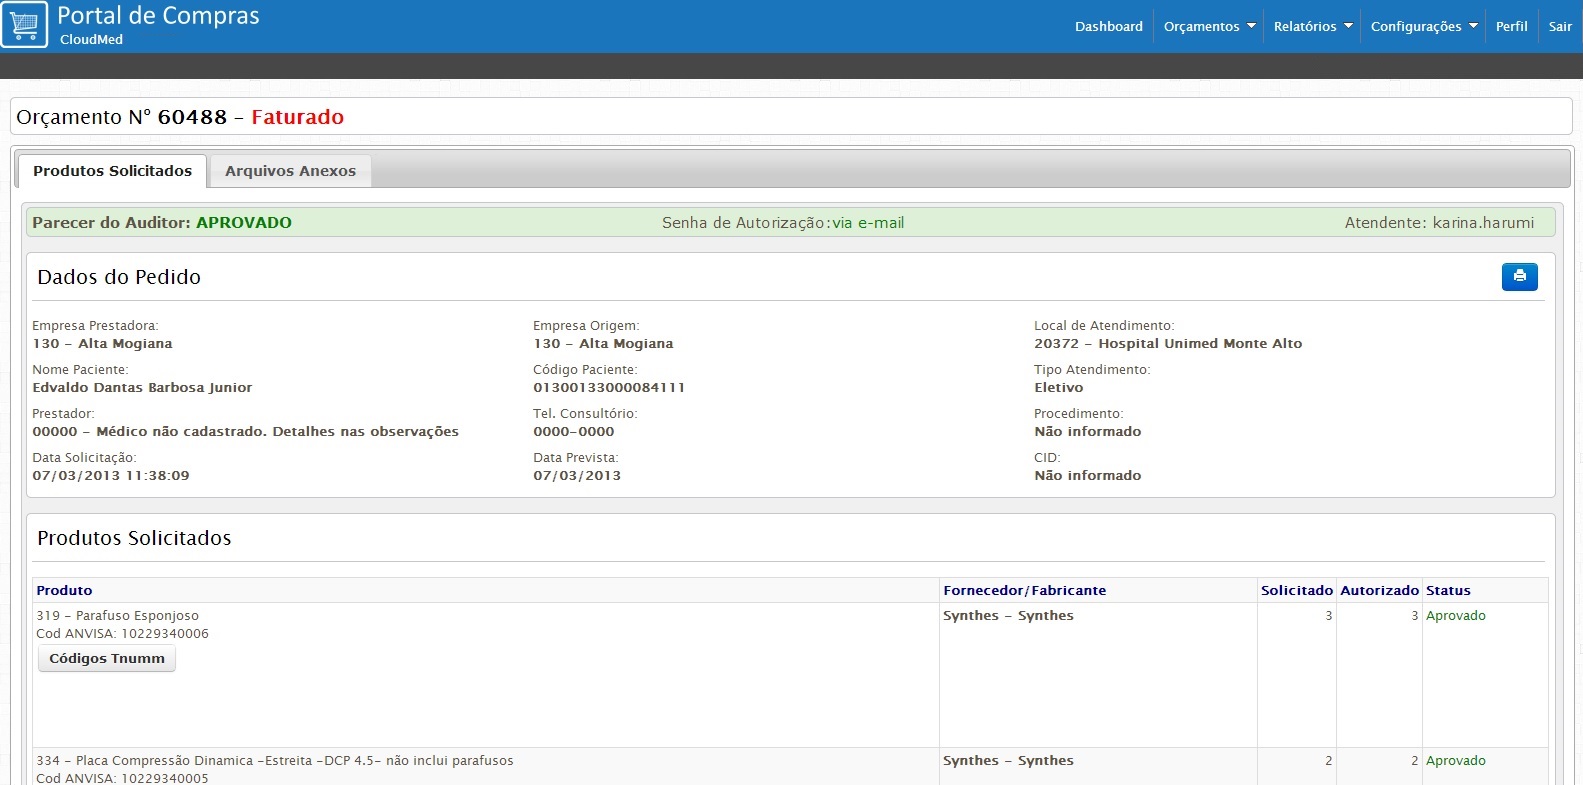 Portal de Compras
CloudMed
Dashboard Orçamentos Relatórios Configurações Perfil Sair
Orçamento N° 60488 - Faturado
Produtos Solicitados Arquivos Anexos
Parecer do Auditor: APROVADO Senha de Autorização:via e-mail Atendente: karina.harumi
Dados do Pedido
Empresa Prestadora: Empresa Origem: Local de Atendimento:
130 - Alta Mogiana 130 - Alta Mogiana 20372 - Hospital Unimed Monte Alto
Nome Paciente: Código Paciente: Tipo Atendimento:
Edvaldo Dantas Barbosa Junior 01300133000084111 Eletivo
Prestador: Tel. Consultório: Procedimento:
00000 - Médico não cadastrado. Detalhes nas observações 0000-0000 Não informado
Data Solicitação: Data Prevista: CID:
07/03/2013 11:38:09 07/03/2013 Não informado
Produtos Solicitados
Produto Fornecedor/Fabricante Solicitado Autorizado Status
319 - Parafuso Esponjoso Synthes - Synthes 3 3 Aprovado
Cod ANVISA: 10229340006
Códigos Tnumm
334 - Placa Compressão Dinamica -Estreita -DCP 4.5- não inclui parafusos Synthes - Synthes 2 2 Aprovado
Cod ANVISA: 10229340005